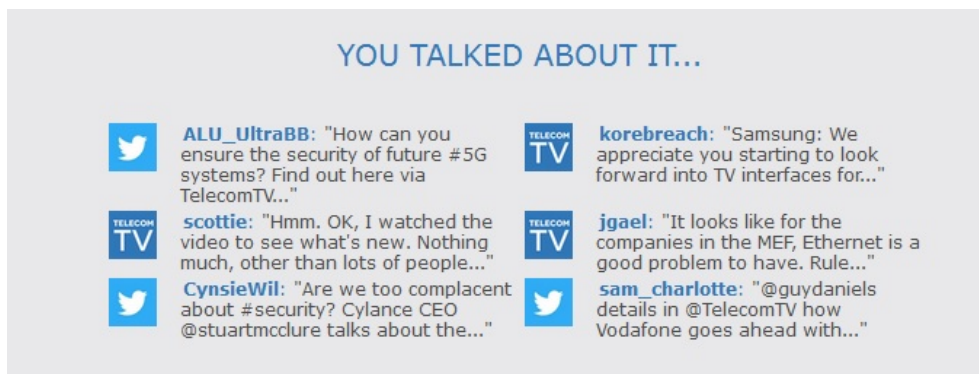 YOU TALKED ABOUT IT...
ALU_UltraBB: "How can you
ensure the security of future #5G
systems? Find out here via
TelecomTV..."
TELECOM
TV
korebreach: "Samsung: We
appreciate you starting to look
forward into TV interfaces for..."
TELECOM
TV
scottie: "Hmm. OK, I watched the
video to see what's new. Nothing
much, other than lots of people..."
TELECOM
TV
jgael: "It looks like for the
companies in the MEF, Ethernet is a
good problem to have. Rule..."
CynsieWil: "Are we too complacent
about #security? Cylance CEO
@stuartmcclure talks about the..."
sam_charlotte: "@guydaniels
details in @TelecomTV how
Vodafone goes ahead with..."